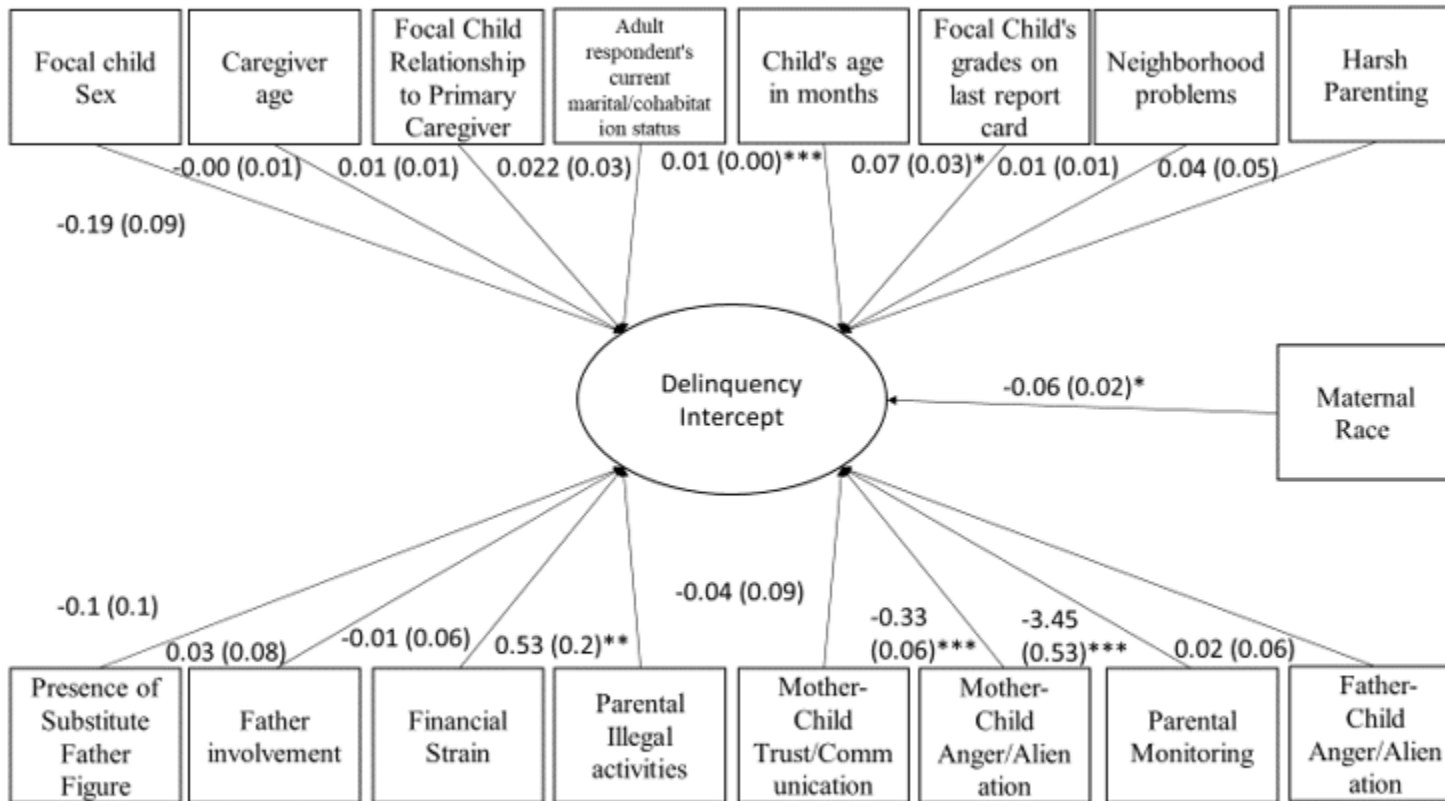 Focal child
Sex
Caregiver
age
Focal Child
Relationship
to Primary
Caregiver
Adult
respondent's
current
marital/cohabitat
ion status
Child's age
in months
Focal Child's
grades on
last report
card
Neighborhood
problems
Harsh
Parenting
-0.00 (0.01)
0.01 (0.01)
0.022 (0.03)
0.01 (0.00)***
0.07 (0.03)*
0.01 (0.01)
0.04 (0.05)
-0.19 (0.09)
Delinquency
Intercept
-0.06 (0.02)*
Maternal
Race
-0.1 (0.1)
0.03 (0.08)
-0.01 (0.06)
0.53 (0.2)**
-0.04 (0.09)
-0.33
(0.06)***
-3.45
(0.53)***
0.02 (0.06)
Presence of
Substitute
Father
Figure
Father
involvement
Financial
Strain
Parental
Illegal
activities
Mother-
Child
Trust/Comm
unication
Mother-
Child
Anger/Alien
ation
Parental
Monitoring
Father-
Child
Anger/Alien
ation